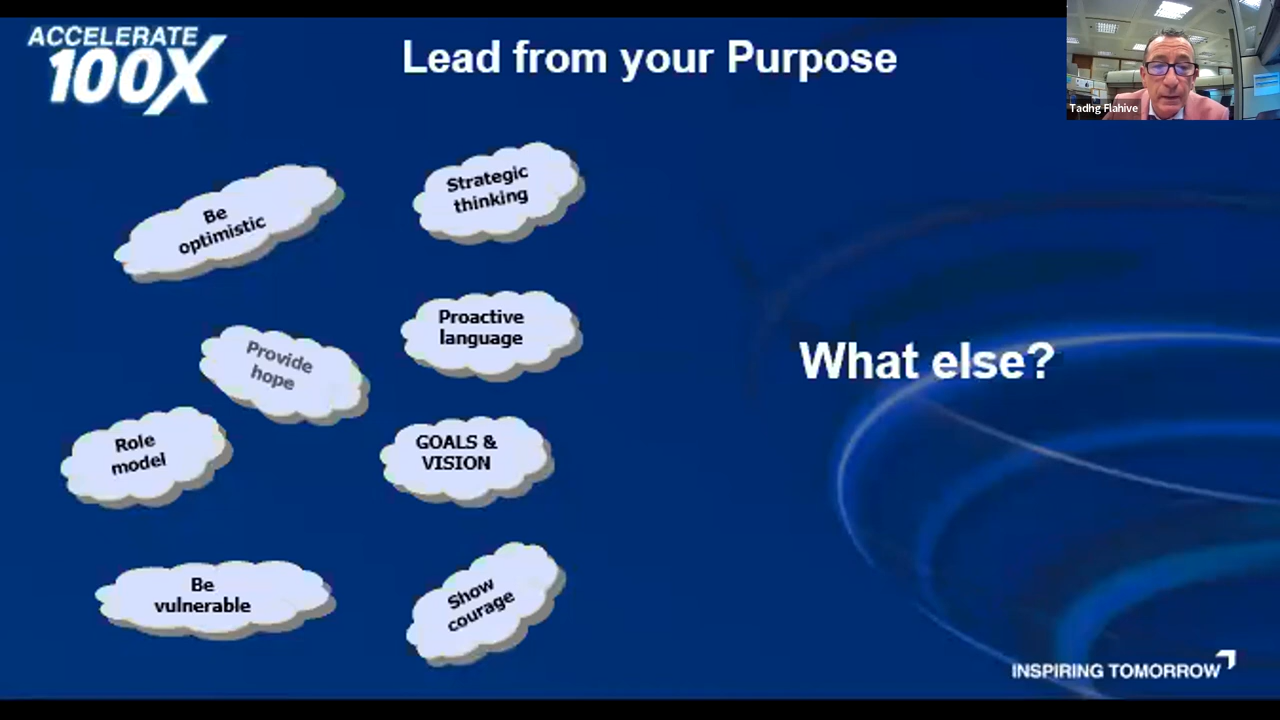 ACCELERATE
100X
Lead from your Purpose
Tadhg Flahive
Be
optimistic
Strategic
thinking
Provide
hope
Proactive
language
What else?
Role
model
GOALS &
VISION
Be
vulnerable
Show
courage
INSPIRING TOMORROW